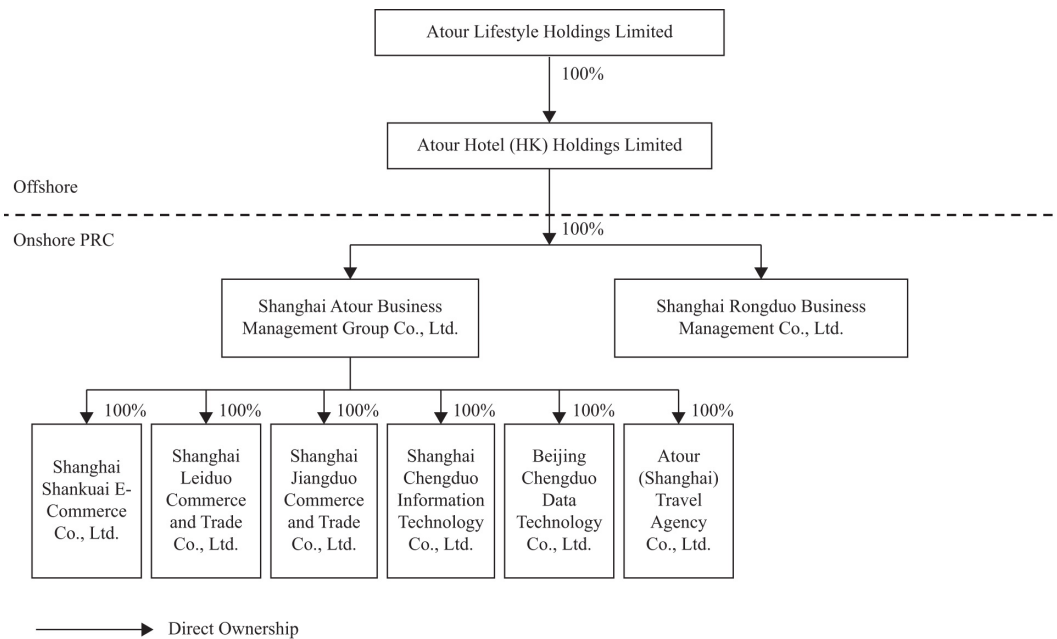 Atour Lifestyle Holdings Limited
100%
Atour Hotel (HK) Holdings Limited
Offshore
Onshore PRC
100%
Shanghai Atour Business
Management Group Co., Ltd.
Shanghai Rongduo Business
Management Co., Ltd.
100%
100%
100%
100%
100%
100%
Shanghai
Shankuai E-
Commerce
Co., Ltd.
Shanghai
Leiduo
Commerce
and Trade
Co., Ltd.
Shanghai
Jiangduo
Commerce
and Trade
Co., Ltd.
Shanghai
Chengduo
Information
Technology
Co., Ltd.
Beijing
Chengduo
Data
Technology
Co., Ltd.
Atour
(Shanghai)
Travel
Agency
Co., Ltd.
Direct Ownership